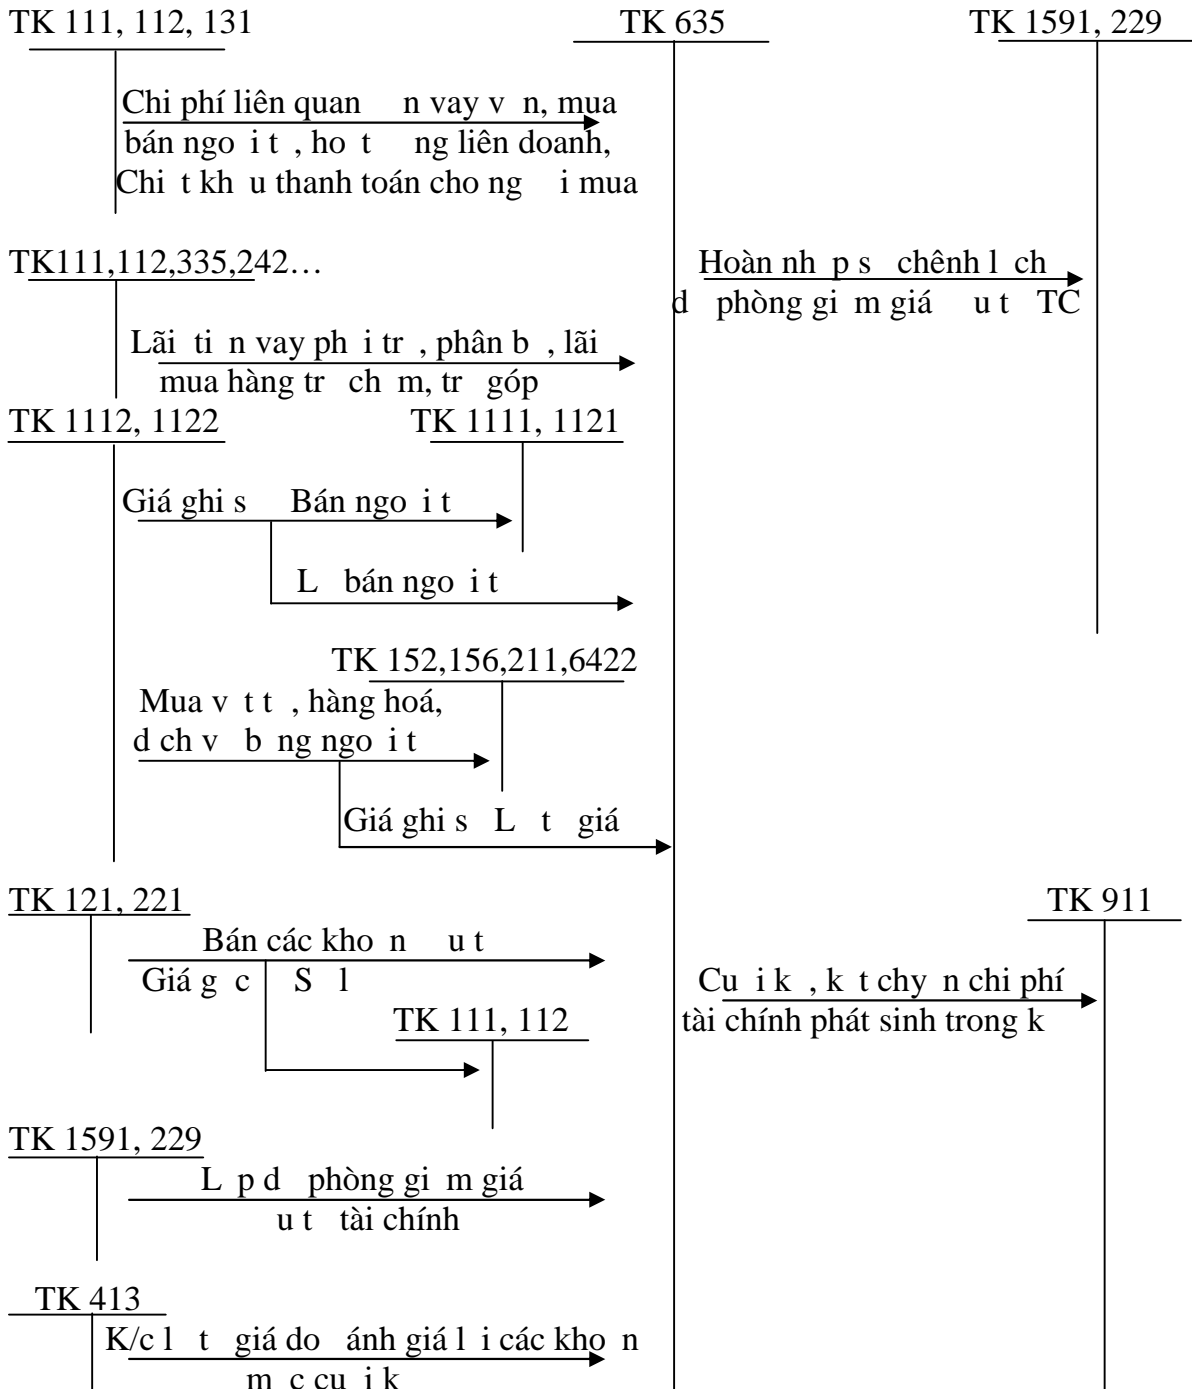 TK 111, 112, 131
TK 635
TK 1591, 229
Chi phí liên quan n vay v n, mua
bán ngo i t , ho t ng liên doanh,
Chi t kh u thanh toán cho ng i mua
TK111,112,335,242…
Hoàn nh p s chênh l ch
d phòng gi m giá u t TC
Lãi ti n vay ph i tr , phân b , lãi
mua hàng tr ch m, tr góp
TK 1112, 1122
TK 1111, 1121
Giá ghi s Bán ngo i t
L bán ngo i t
TK 152,156,211,6422
Mua v t t , hàng hoá,
d ch v b ng ngo i t
Giá ghi s L t giá
TK 121, 221
TK 911
Bán các kho n u t
Giá g c S l
Cu i k , k t chy n chi phí
tài chính phát sinh trong k
TK 111, 112
TK 1591, 229
L p d phòng gi m giá
u t tài chính
TK 413
K/c l t giá do ánh giá l i các kho n
m c cu i k